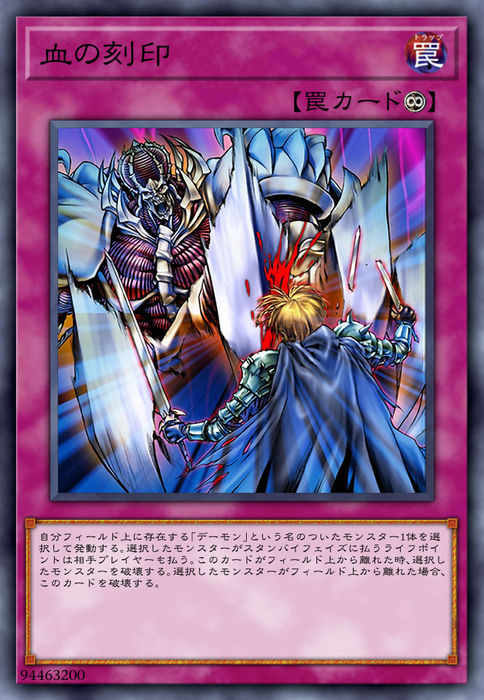 血の刻印
トラップ
罠
【罠カード】
自分フィールド上に存在する「デーモン」という名のついたモンスター1体を選
択して発動する。選択したモンスターがスタンバイフェイズに払うライフポイ
ントは相手プレイヤーも払う。このカードがフィールド上から離れた時、選択し
たモンスターを破壊する。選択したモンスターがフィールド上から離れた場合、
このカードを破壊する。
94463200